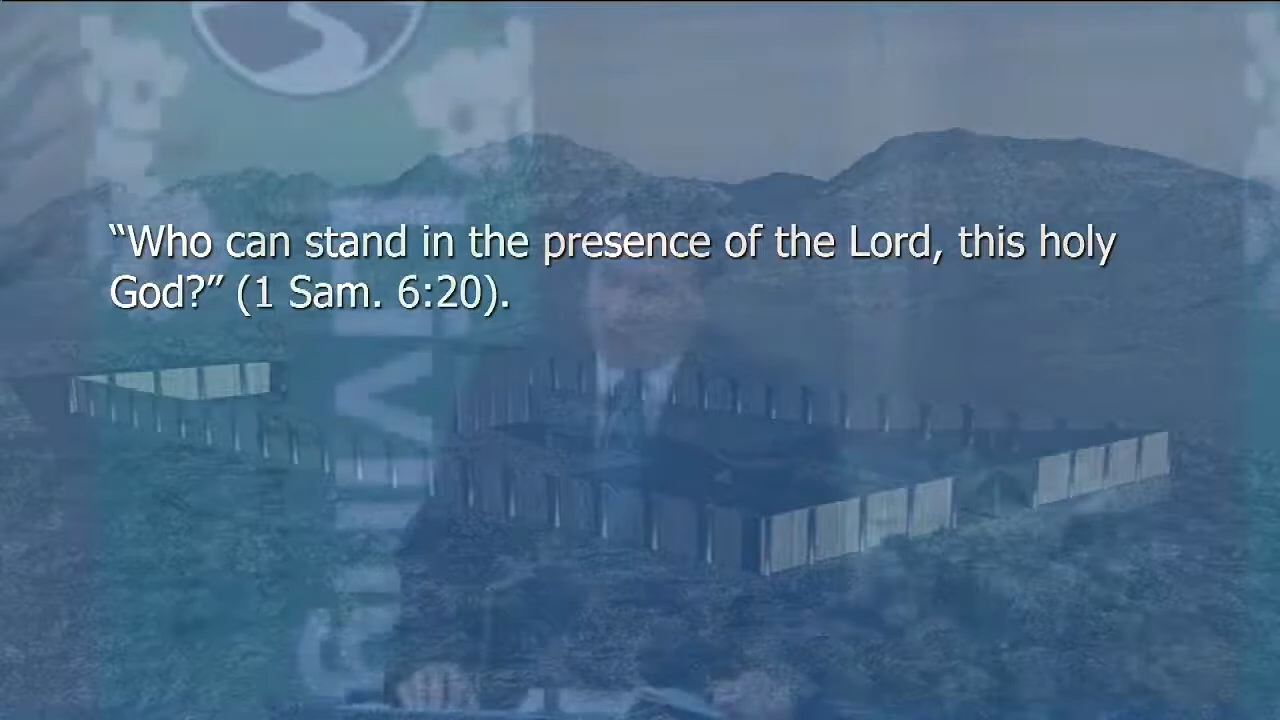 “Who can stand in the presence of the Lord, this holy
God?” (1 Sam. 6:20).